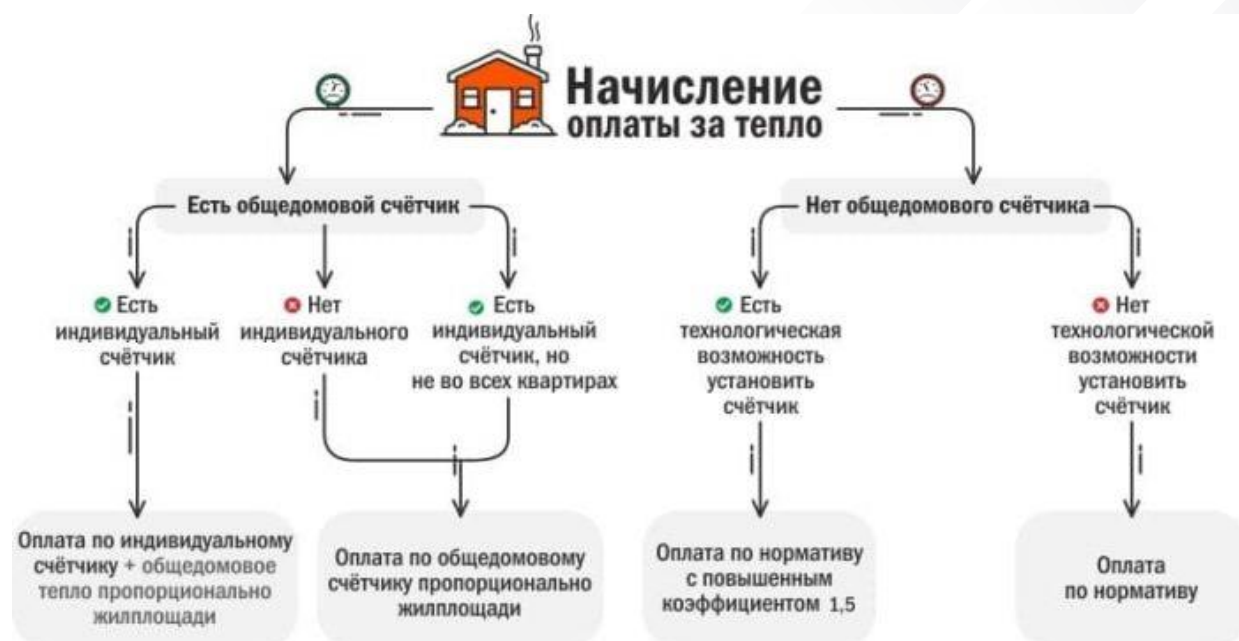 Начисление
оплаты за тепло
Есть общедомовой счётчик
Нет общедомового счётчика
Есть
индивидуальный
счётчик
Нет
индивидуального
счётчика
Есть
индивидуальный
счётчик, но
не во всех квартирах
Есть
технологическая
возможность
установить
счётчик
Нет
технологической
возможности
установить
счётчик
Оплата по индивидуальному
счётчику + общедомовое
тепло пропорционально
жилплощади
Оплата по общедомовому
счётчику пропорционально
жилплощади
Оплата по нормативу
с повышенным
коэффициентом 1,5
Оплата
по нормативу